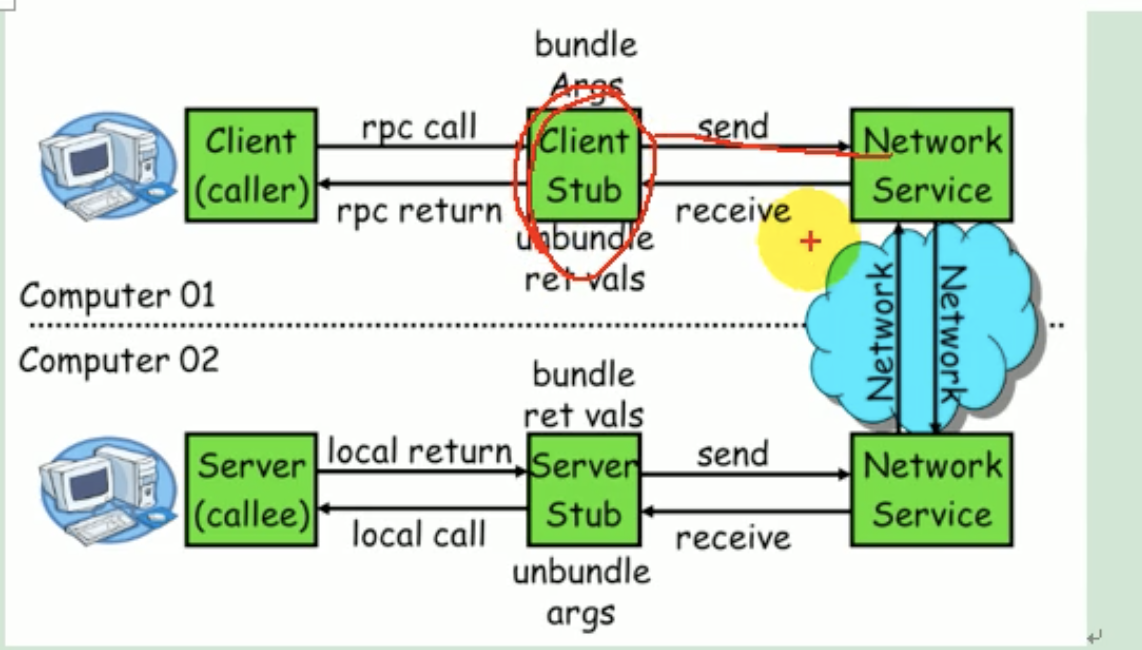 bundle
Args
Client
(caller)
rpc call
rpc return
Client
Stub
send
receive
Network
Service
unbundle
ret vals
Computer 01
Network
Network
Computer 02
bundle
ret vals
Server
(callee)
local return
local call
Server
Stub
send
receive
Network
Service
unbundle
args